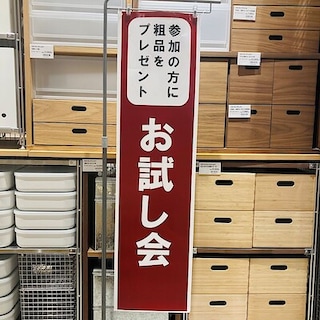 参加の方に
粗品を
プレゼント
お試し会